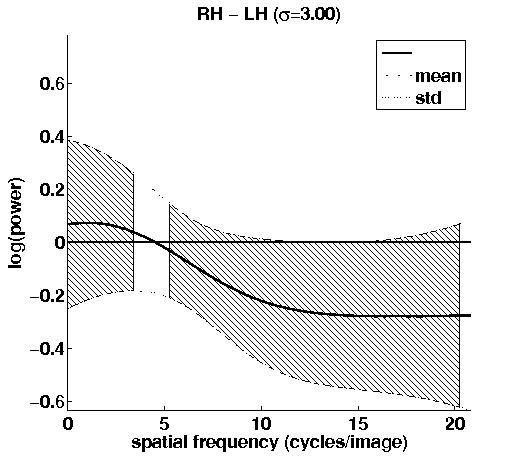 RH − LH (σ=3.00)
mean
std
log(power)
0.6
0.4
0.2
0
−0.2
−0.4
−0.6
0
5
10
15
20
spatial frequency (cycles/image)